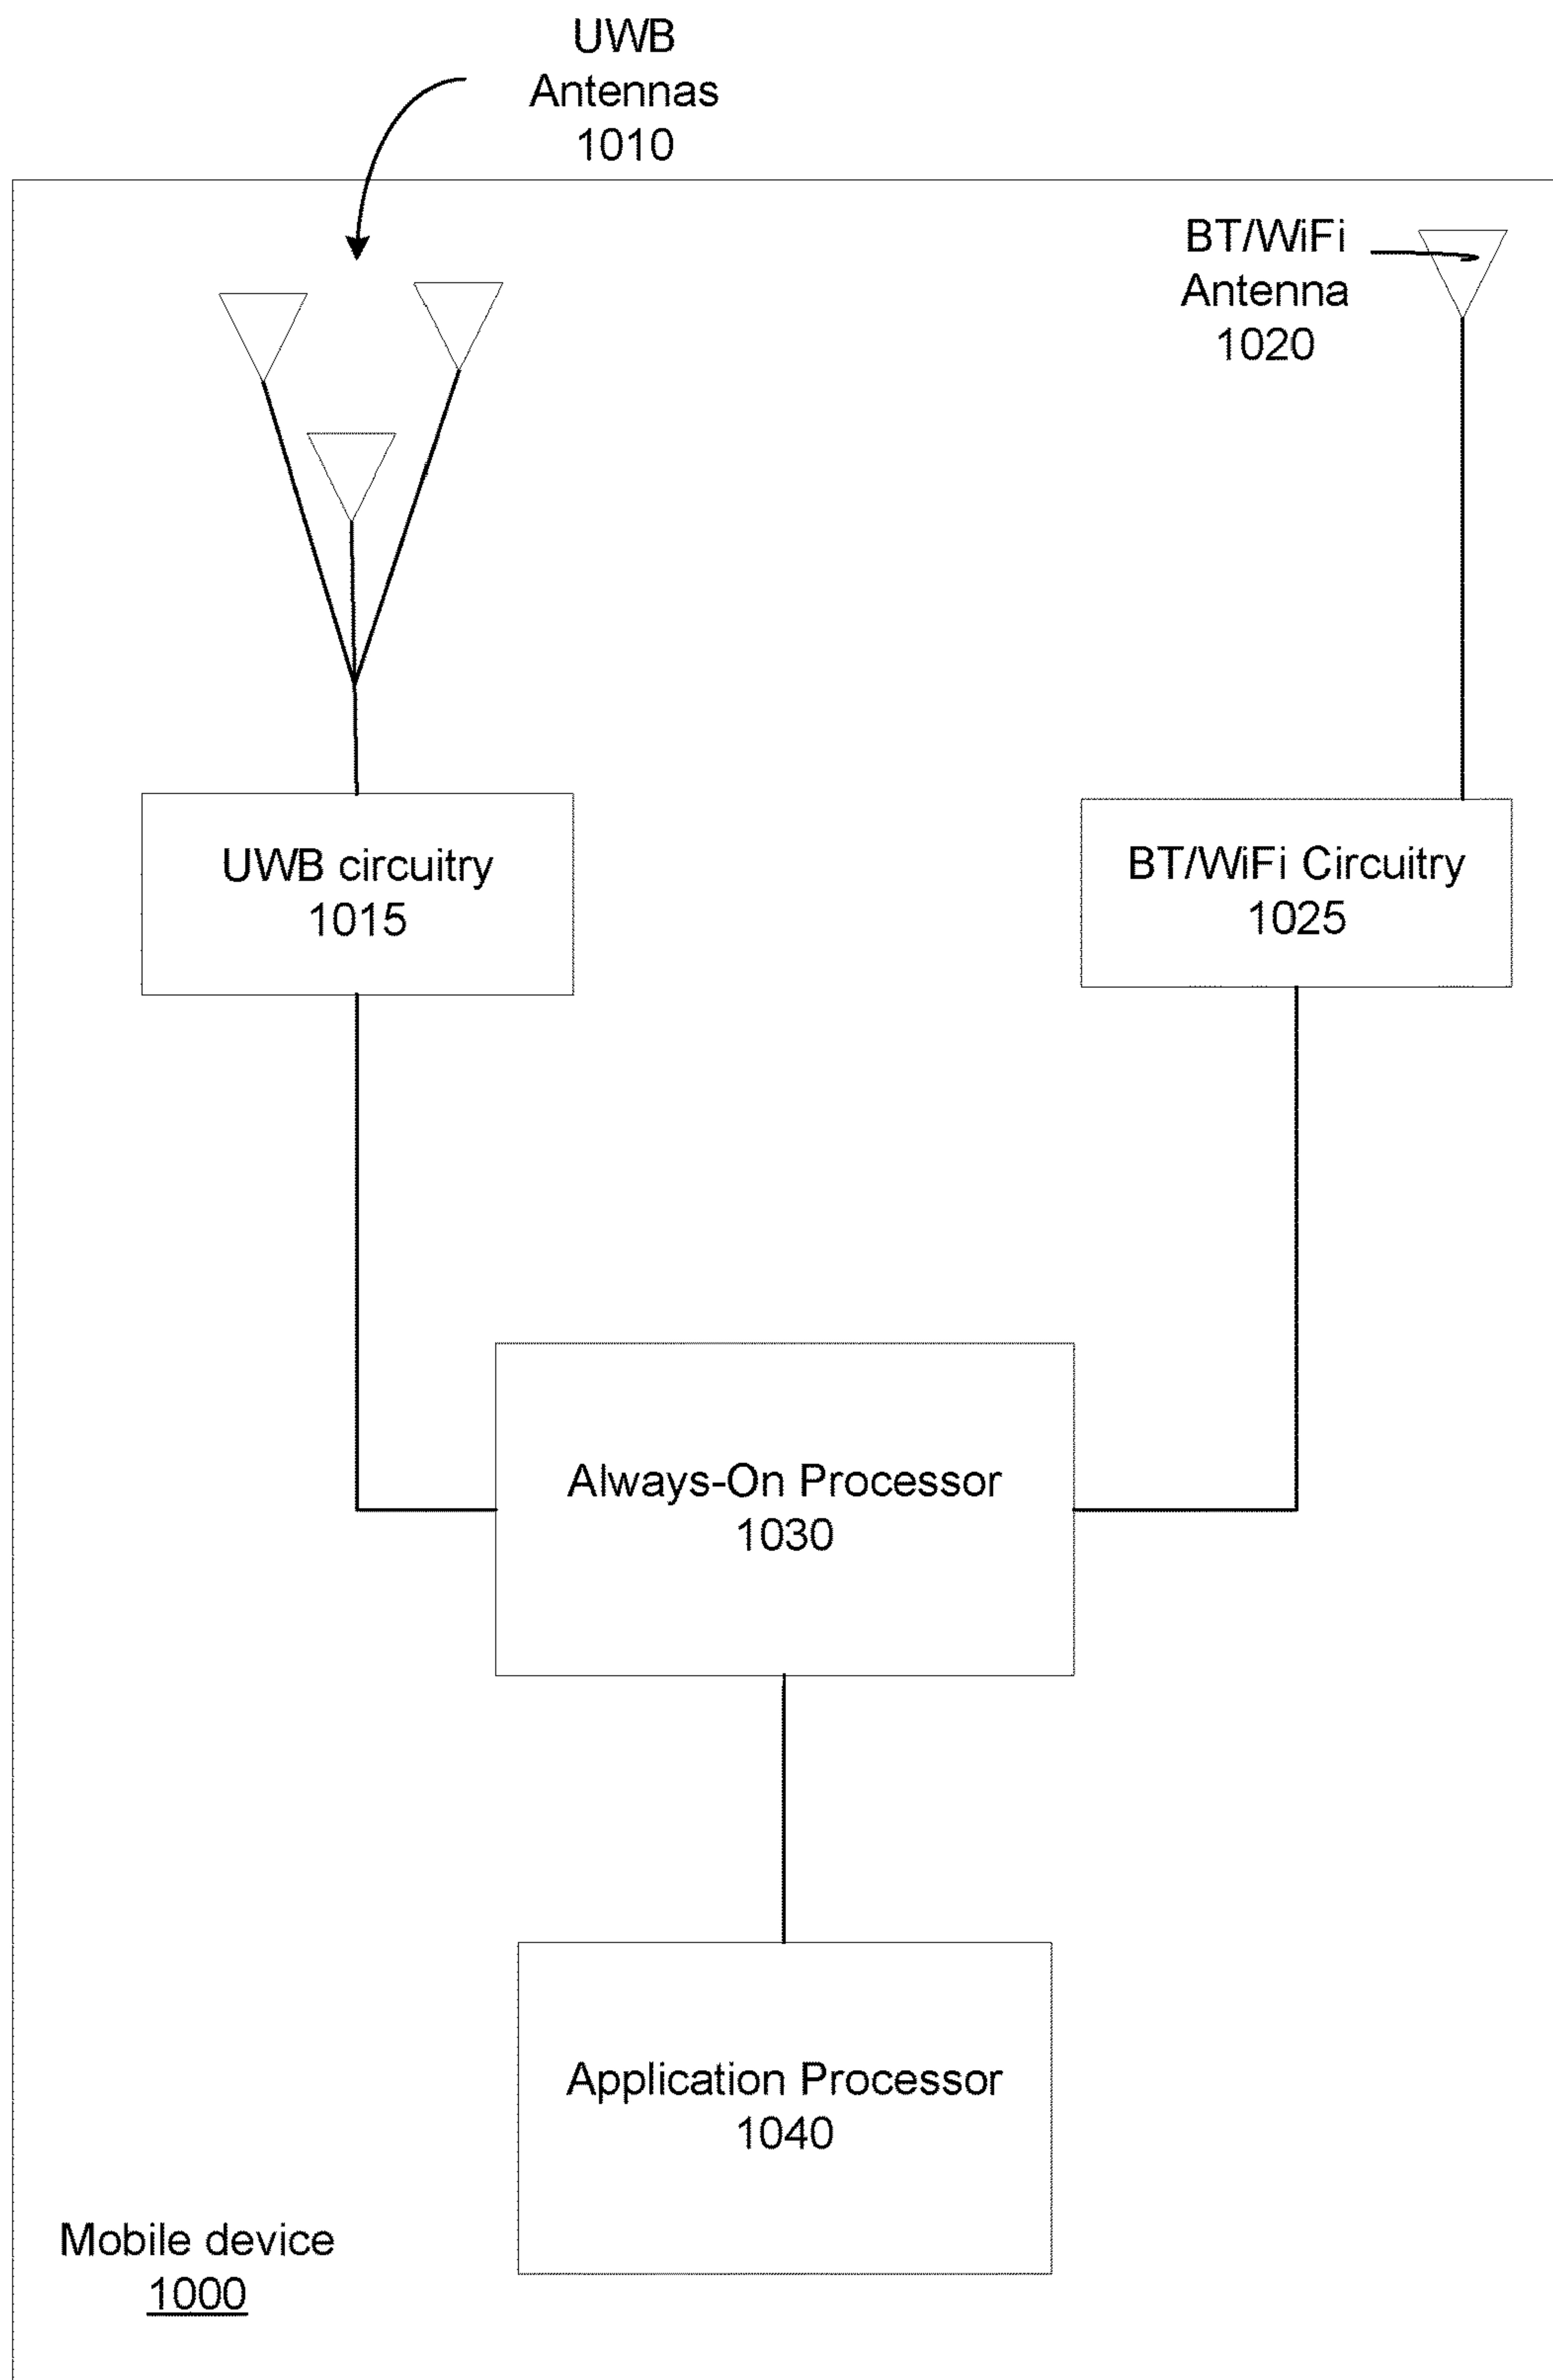 UWB
Antennas
1010
BT/WiFi
Antenna
1020
UWB circuitry
1015
BT/WiFi Circuitry
1025
Always-On Processor
1030
Application Processor
1040
Mobile device
1000